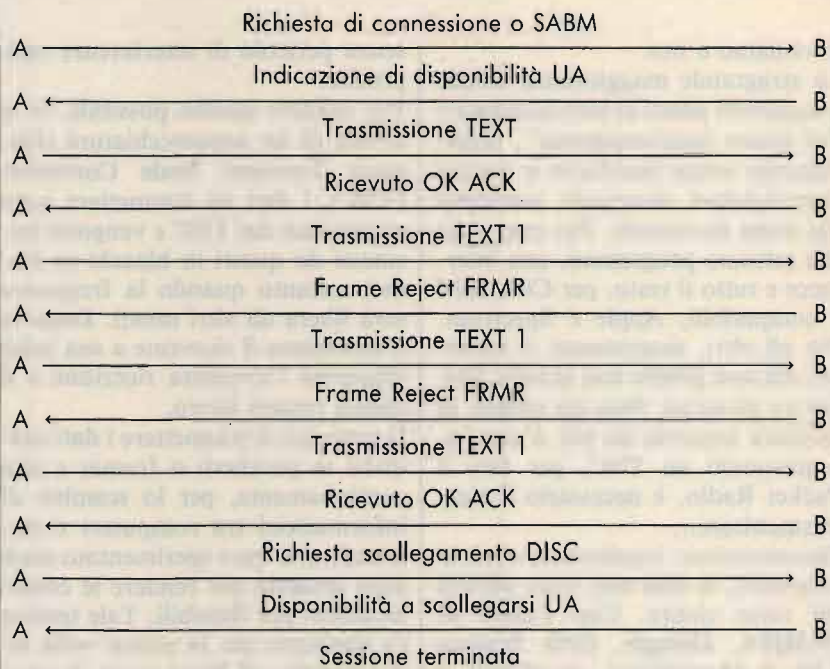 Richiesta di connessione o SABM
A B
Indicazione di disponibilità UA
A B
Trasmissione TEXT
A B
Ricevuto OK ACK
A B
Trasmissione TEXT 1
A B
Frame Reject FRMR
A B
Trasmissione TEXT 1
A B
Frame Reject FRMR
A B
Trasmissione TEXT 1
A B
Ricevuto OK ACK
A B
Richiesta scollegamento DISC
A B
Disponibilità a scollegarsi UA
A B
Sessione terminata